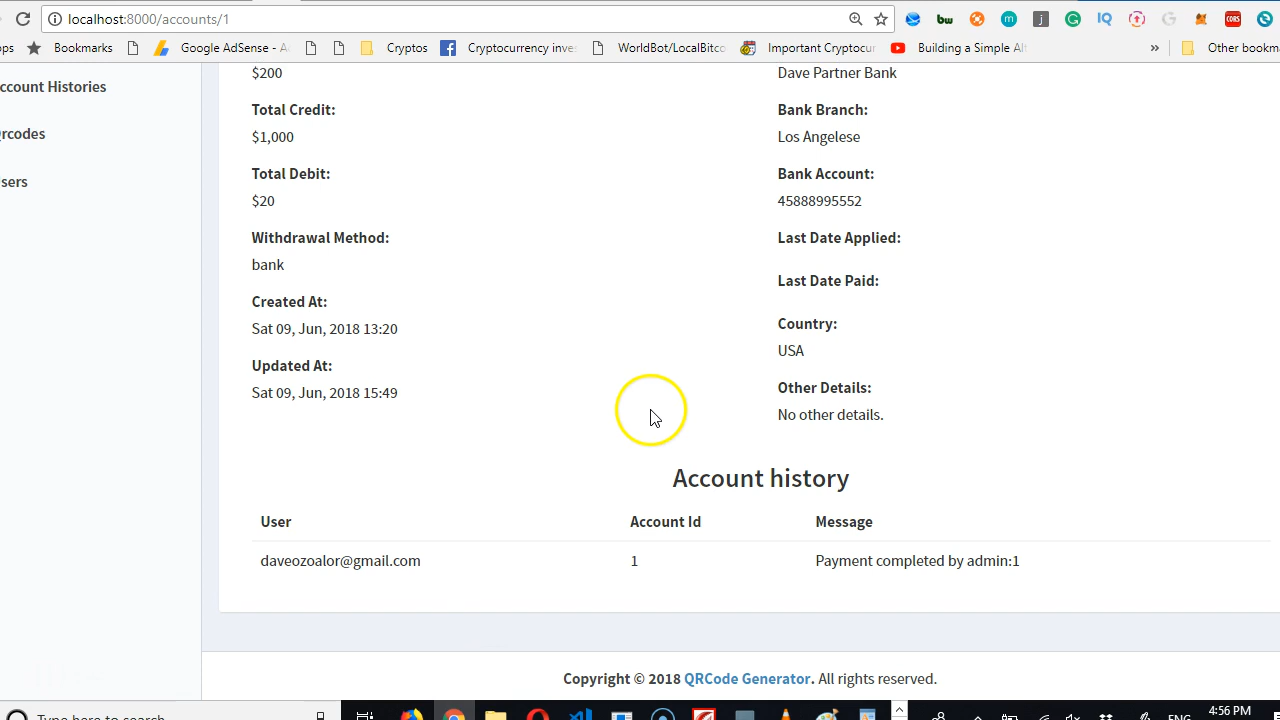 localhost:8000/accounts/1
bw
j
IQ
CORS
ops
Bookmarks
Google AdSense - A
Cryptos
Cryptocurrency inve
WorldBot/LocalBitco
Important Cryptocur
Building a Simple Alt
»
Other bookm
ccount Histories
rcodes
sers
$200
Total Credit:
$1,000
Total Debit:
$20
Withdrawal Method:
bank
Created At:
Sat 09, Jun, 2018 13:20
Updated At:
Sat 09, Jun, 2018 15:49
Dave Partner Bank
Bank Branch:
Los Angelese
Bank Account:
45888995552
Last Date Applied:
Last Date Paid:
Country:
USA
Other Details:
No other details.
Account history
User Account Id Message
daveozoalor@gmail.com 1 Payment completed by admin:1
Copyright © 2018 QRCode Generator. All rights reserved.
Type here to search
ENG
4:56 PM